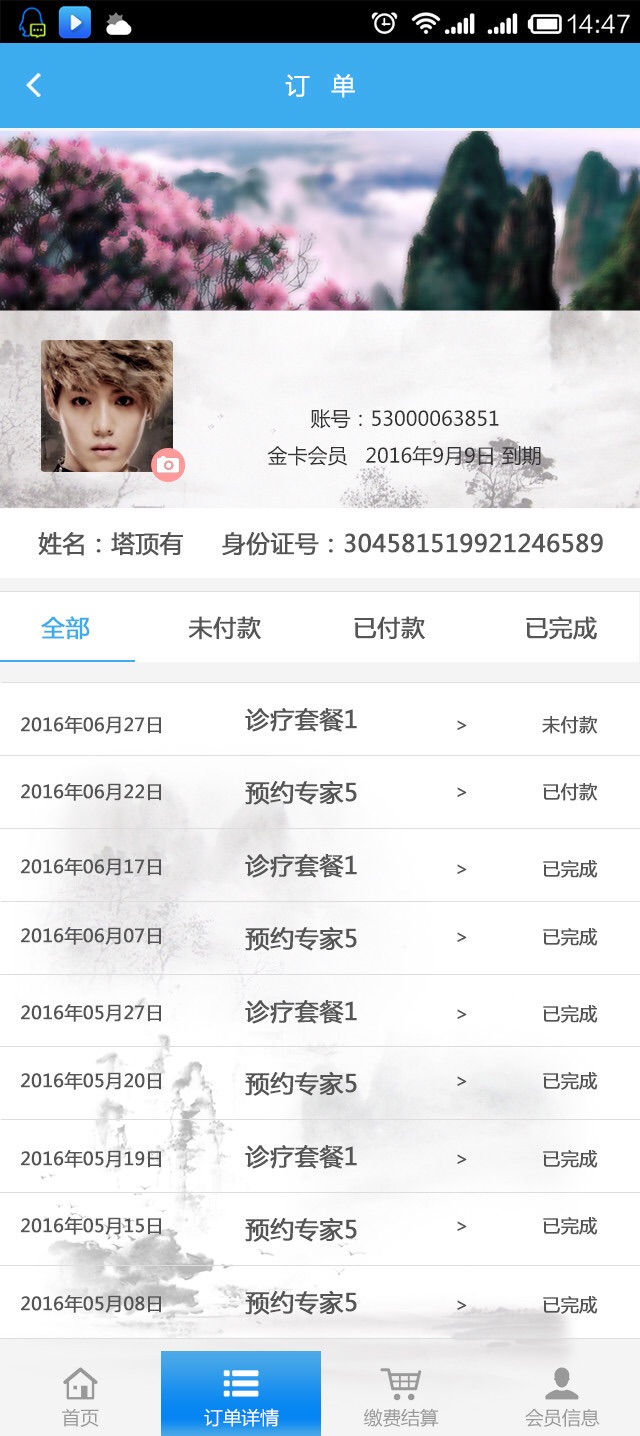 14:47
订 单
账号：53000063851
金卡会员 2016年9月9日 到期
姓名：塔顶有 身份证号：304581519921246589
全部 未付款 已付款 已完成
2016年06月27日 诊疗套餐1 > 未付款
2016年06月22日 预约专家5 > 已付款
2016年06月17日 诊疗套餐1 > 已完成
2016年06月07日 预约专家5 > 已完成
2016年05月27日 诊疗套餐1 > 已完成
2016年05月20日 预约专家5 > 已完成
2016年05月19日 诊疗套餐1 > 已完成
2016年05月15日 预约专家5 > 已完成
2016年05月08日 预约专家5 > 已完成
首页 订单详情 缴费结算 会员信息